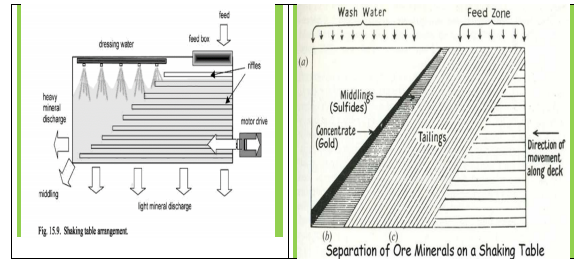 feed
feed box
dressing water
riffles
heavy
mineral
discharge
motor drive
middling
light mineral discharge
Fig. 15.9. Shaking table arrangement.
Wash Water
Feed Zone
(a)
Middlings
(Sulfides)
Concentrate
(Gold)
Tailings
Direction of
movement
along deck
(b)
(c)
Separation of Ore Minerals on a Shaking Table